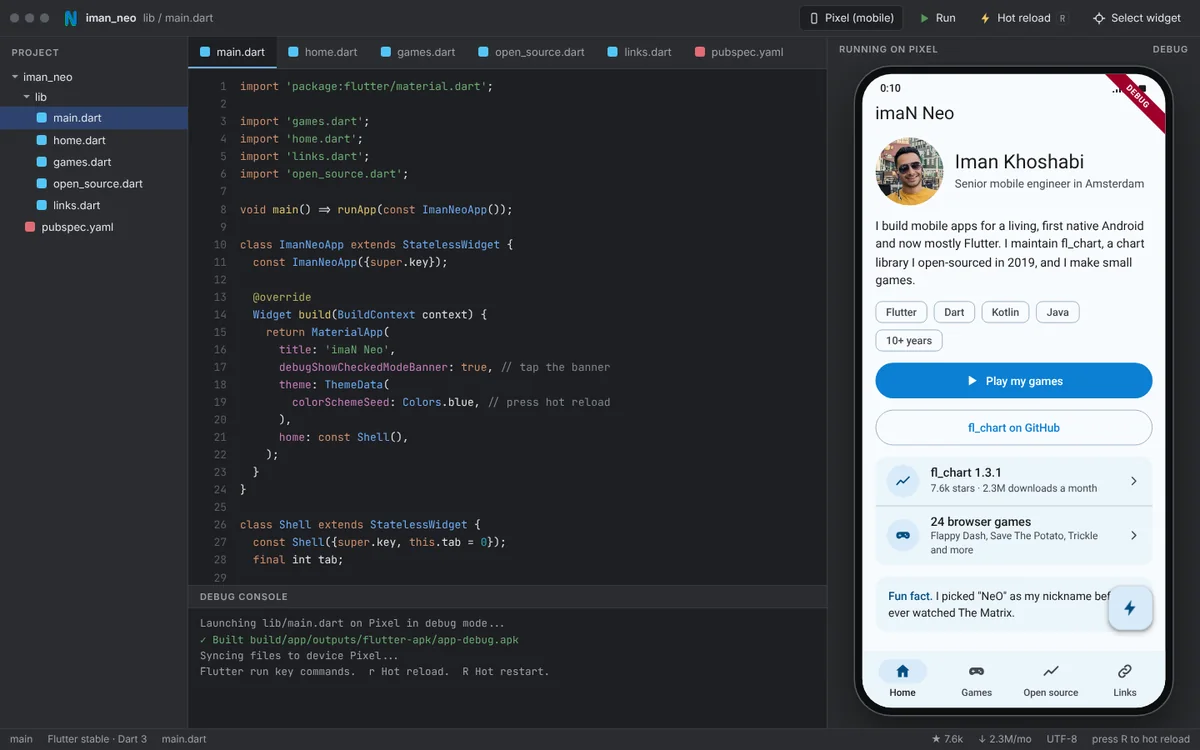 iman_neo lib / main.dart
Pixel (mobile)
Run
Hot reload R
Select widget
PROJECT
iman_neo
lib
main.dart
home.dart
games.dart
open_source.dart
links.dart
pubspec.yaml
main.dart
home.dart
games.dart
open_source.dart
links.dart
pubspec.yaml
1 import 'package:flutter/material.dart';
2
3 import 'games.dart';
4 import 'home.dart';
5 import 'links.dart';
6 import 'open_source.dart';
7
8 void main() => runApp(const ImanNeoApp());
9
10 class ImanNeoApp extends StatelessWidget {
11 const ImanNeoApp({super.key});
12
13 @override
14 Widget build(BuildContext context) {
15 return MaterialApp(
16 title: 'imaN Neo',
17 debugShowCheckedModeBanner: true, // tap the banner
18 theme: ThemeData(
19 colorSchemeSeed: Colors.blue, // press hot reload
20 ),
21 home: const Shell(),
22 );
23 }
24 }
25
26 class Shell extends StatelessWidget {
27 const Shell({super.key, this.tab = 0});
28 final int tab;
29
DEBUG CONSOLE
Launching lib/main.dart on Pixel in debug mode...
✓ Built build/app/outputs/flutter-apk/app-debug.apk
Syncing files to device Pixel...
Flutter run key commands. r Hot reload. R Hot restart.
RUNNING ON PIXEL
DEBUG
0:10
DEBUG
imaN Neo
Iman Khoshabi
Senior mobile engineer in Amsterdam
I build mobile apps for a living, first native Android
and now mostly Flutter. I maintain fl_chart, a chart
library I open-sourced in 2019, and I make small
games.
Flutter
Dart
Kotlin
Java
10+ years
Play my games
fl_chart on GitHub
fl_chart 1.3.1
7.6k stars · 2.3M downloads a month
24 browser games
Flappy Dash, Save The Potato, Trickle
and more
Fun fact. I picked "NeO" as my nickname bef
ever watched The Matrix.
Home
Games
Open source
Links
main
Flutter stable · Dart 3
main.dart
★ 7.6k
↓ 2.3M/mo
UTF-8
press R to hot reload